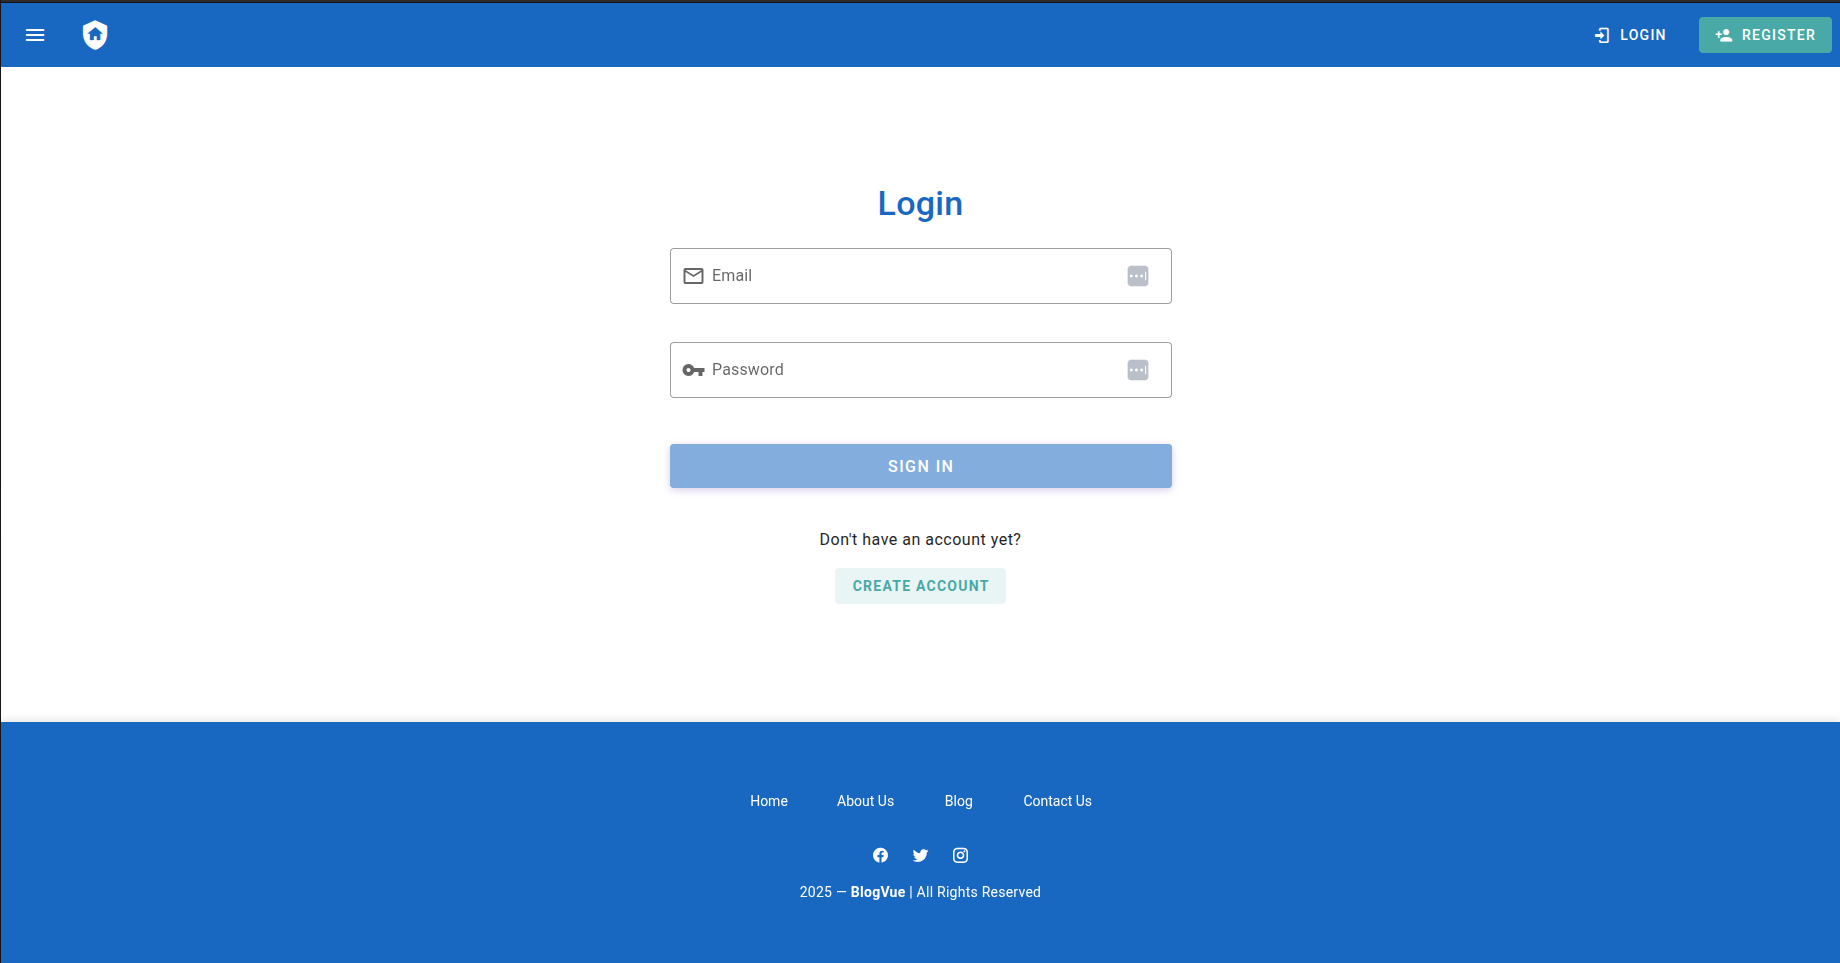 LOGIN
REGISTER
Login
Email
Password
SIGN IN
Don't have an account yet?
CREATE ACCOUNT
Home About Us Blog Contact Us
2025 — BlogVue | All Rights Reserved